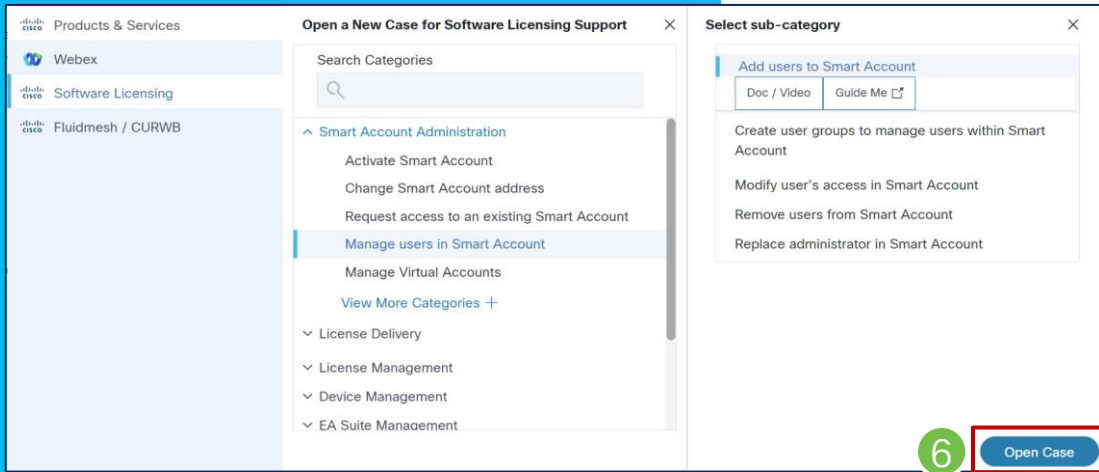 cisco Products & Services
Webex
cisco Software Licensing
cisco Fluidmesh / CURWB
Open a New Case for Software Licensing Support
Search Categories
Smart Account Administration
Activate Smart Account
Change Smart Account address
Request access to an existing Smart Account
Manage users in Smart Account
Manage Virtual Accounts
View More Categories +
License Delivery
License Management
Device Management
EA Suite Management
Select sub-category
Add users to Smart Account
Doc / Video Guide Me
Create user groups to manage users within Smart
Account
Modify user's access in Smart Account
Remove users from Smart Account
Replace administrator in Smart Account
6 Open Case